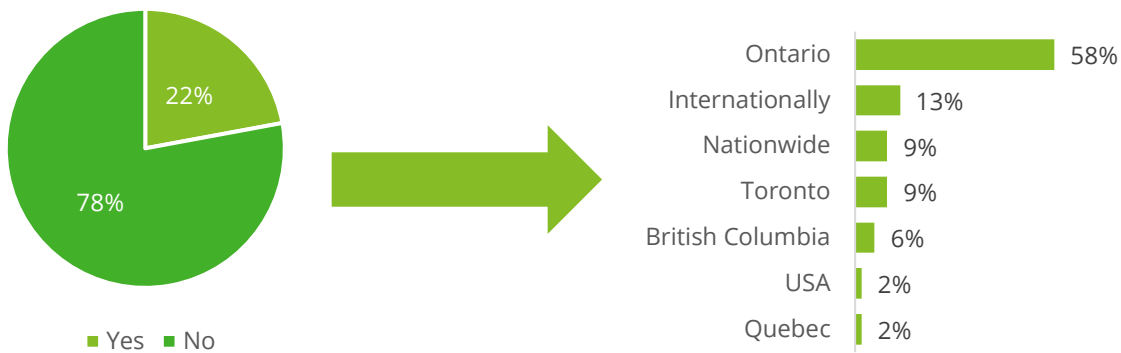 22%
78%
Yes No
Ontario 58%
Internationally 13%
Nationwide 9%
Toronto 9%
British Columbia 6%
USA 2%
Quebec 2%